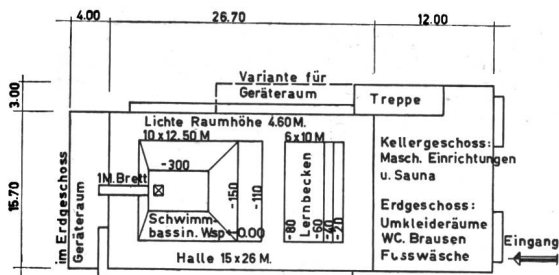 4.00 26.70 12.00
3.00
15.70
Variante für
Geräteraum
Treppe
Lichte Raumhöhe 4.60 M.
10 x 12.50 M
6 x 10 M
-300
1M. Brett
-150
-110
Schwimm-
bassin. Wsp ±0.00
Lernbecken
-80
-60
-40
-20
Halle 15 x 26 M.
im Erdgeschoss
Geräteraum
Kellergeschoss:
Masch. Einrichtungen
u. Sauna
Erdgeschoss:
Umkleideräume
WC. Brausen
Fusswäsche
Eingang